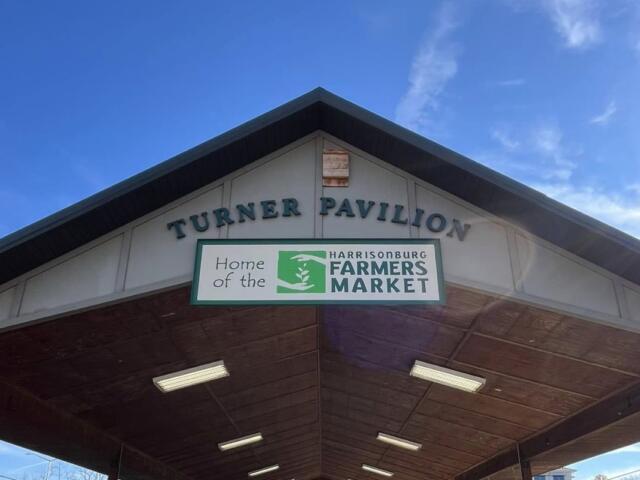 TURNER PAVILION
Home
of the
HARRISONBURG
FARMERS
MARKET